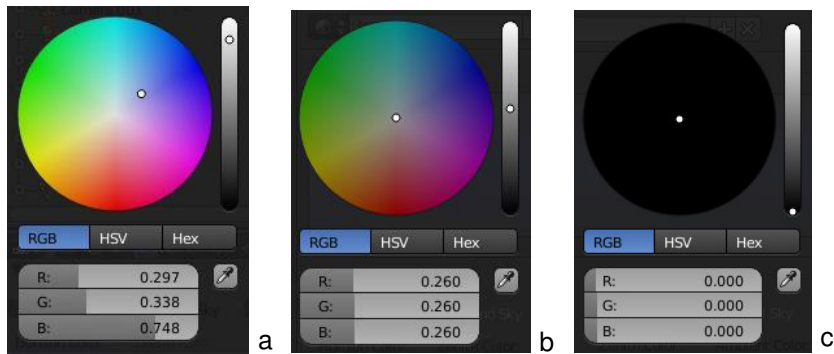 RGB HSV Hex
R: 0.297
G: 0.338
B: 0.748
a
RGB HSV Hex
R: 0.260
G: 0.260
B: 0.260
b
RGB HSV Hex
R: 0.000
G: 0.000
B: 0.000
c